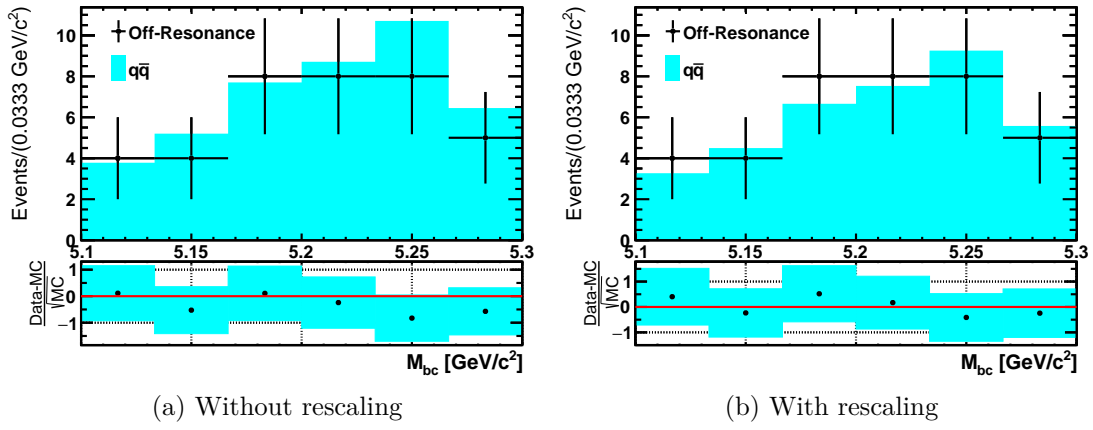 Events/(0.0333 GeV/c²)
10
8
6
4
2
0
Off-Resonance
qq̅
5.1 5.15 5.2 5.25 5.3
Data-MC
√MC
1
0
−1
M_bc [GeV/c²]
(a) Without rescaling
Events/(0.0333 GeV/c²)
10
8
6
4
2
0
Off-Resonance
qq̅
5.1 5.15 5.2 5.25 5.3
Data-MC
√MC
1
0
−1
M_bc [GeV/c²]
(b) With rescaling